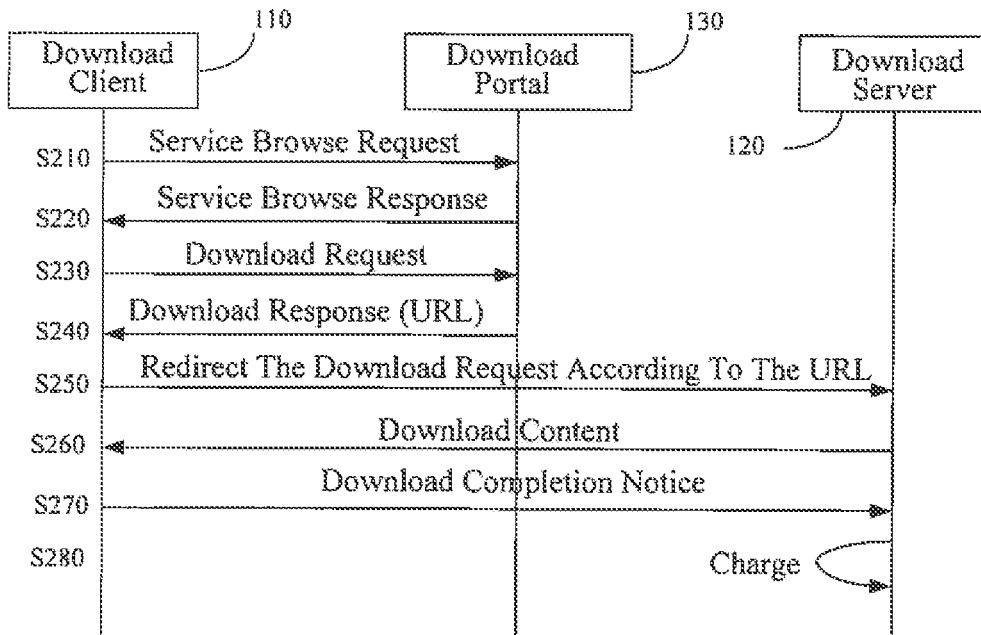 110
130
Download
Client
Download
Portal
Download
Server
120
S210
Service Browse Request
S220
Service Browse Response
S230
Download Request
S240
Download Response (URL)
S250
Redirect The Download Request According To The URL
S260
Download Content
S270
Download Completion Notice
S280
Charge